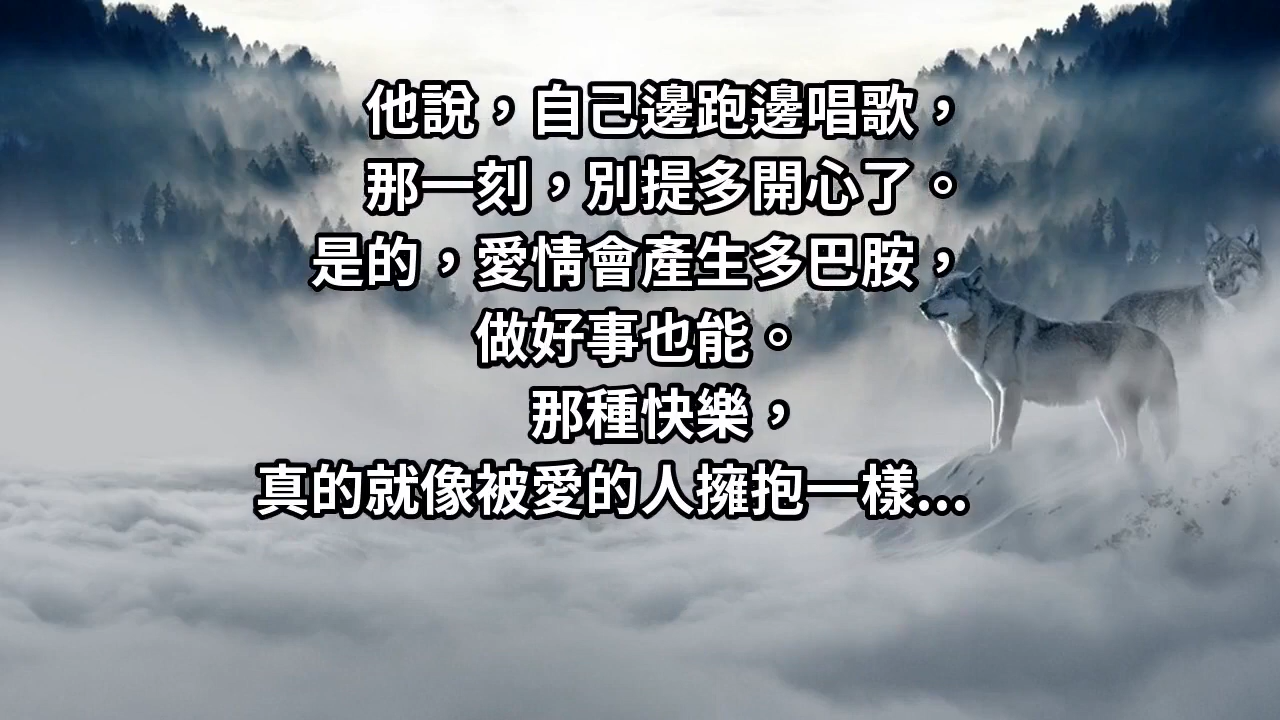 他說，自己邊跑邊唱歌，
那一刻，別提多開心了。
是的，愛情會產生多巴胺，
做好事也能。
那種快樂，
真的就像被愛的人擁抱一樣...